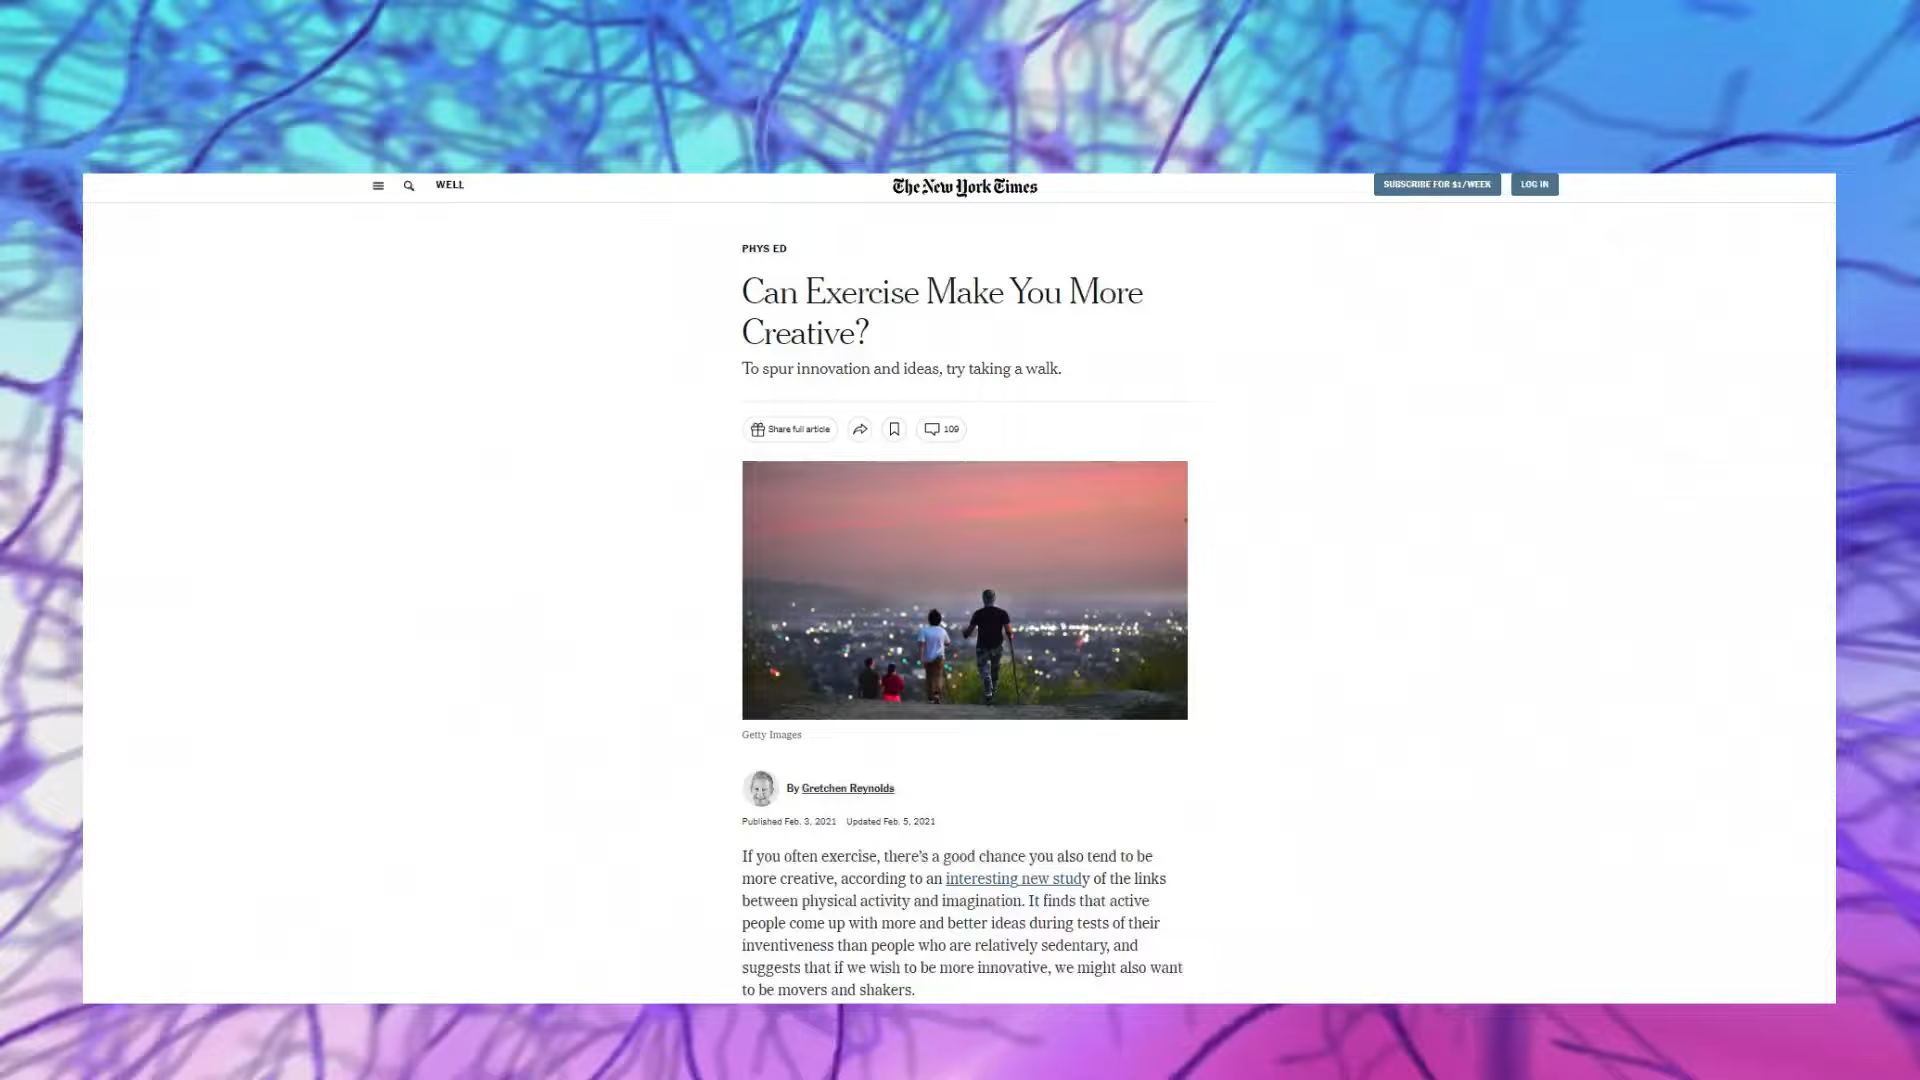 WELL
The New York Times
SUBSCRIBE FOR $1/WEEK
LOG IN
PHYS ED
Can Exercise Make You More
Creative?
To spur innovation and ideas, try taking a walk.
Share full article
109
Getty Images
By Gretchen Reynolds
Published Feb. 3, 2021 Updated Feb. 5, 2021
If you often exercise, there’s a good chance you also tend to be
more creative, according to an interesting new study of the links
between physical activity and imagination. It finds that active
people come up with more and better ideas during tests of their
inventiveness than people who are relatively sedentary, and
suggests that if we wish to be more innovative, we might also want
to be movers and shakers.